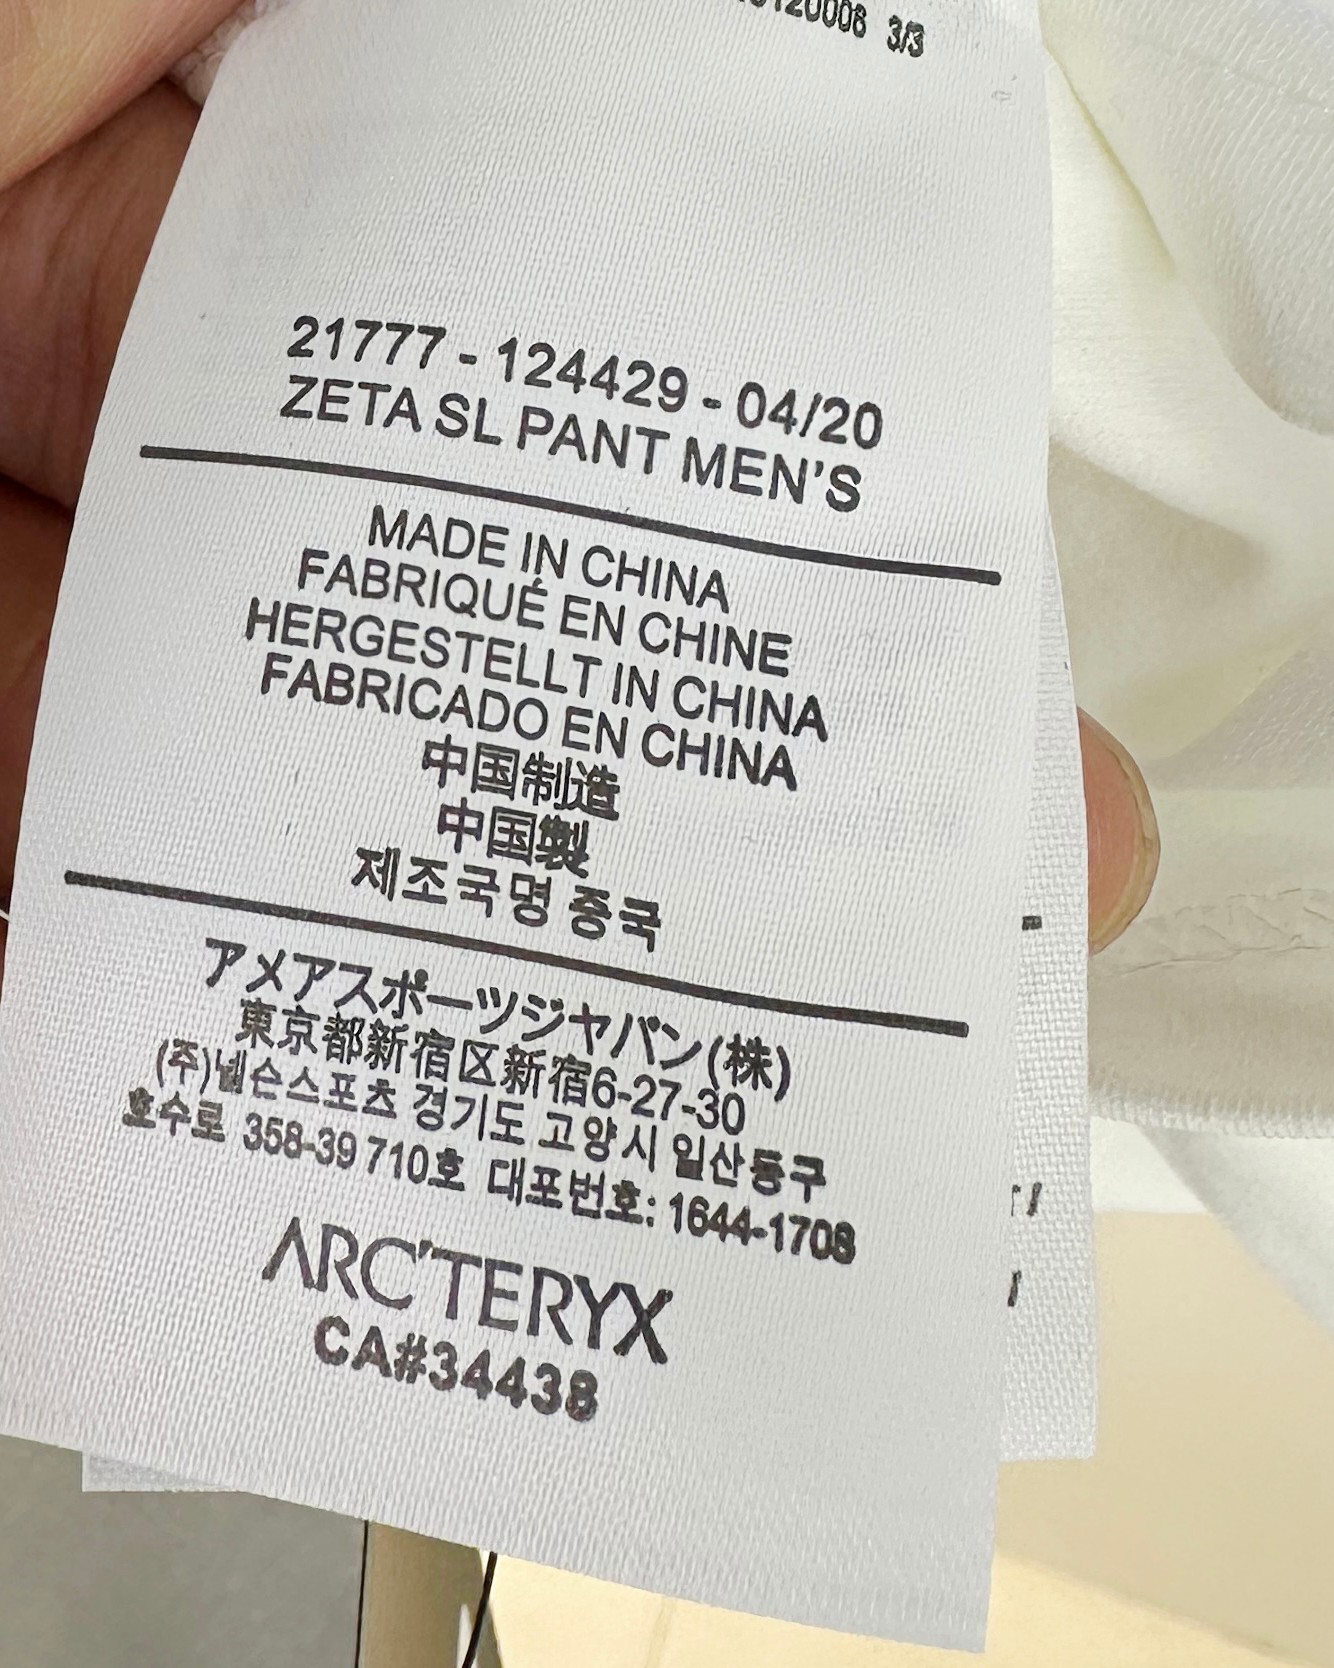 120008 3/3
21777 - 124429 - 04/20
ZETA SL PANT MEN'S
MADE IN CHINA
FABRIQUÉ EN CHINE
HERGESTELLT IN CHINA
FABRICADO EN CHINA
中国制造
中国製
제조국명 중국
アメアスポーツジャパン(株)
東京都新宿区新宿6-27-30
(주)넬슨스포츠 경기도 고양시 일산동구
호수로 358-39 710호 대표번호: 1644-1708
ARC'TERYX
CA#34438